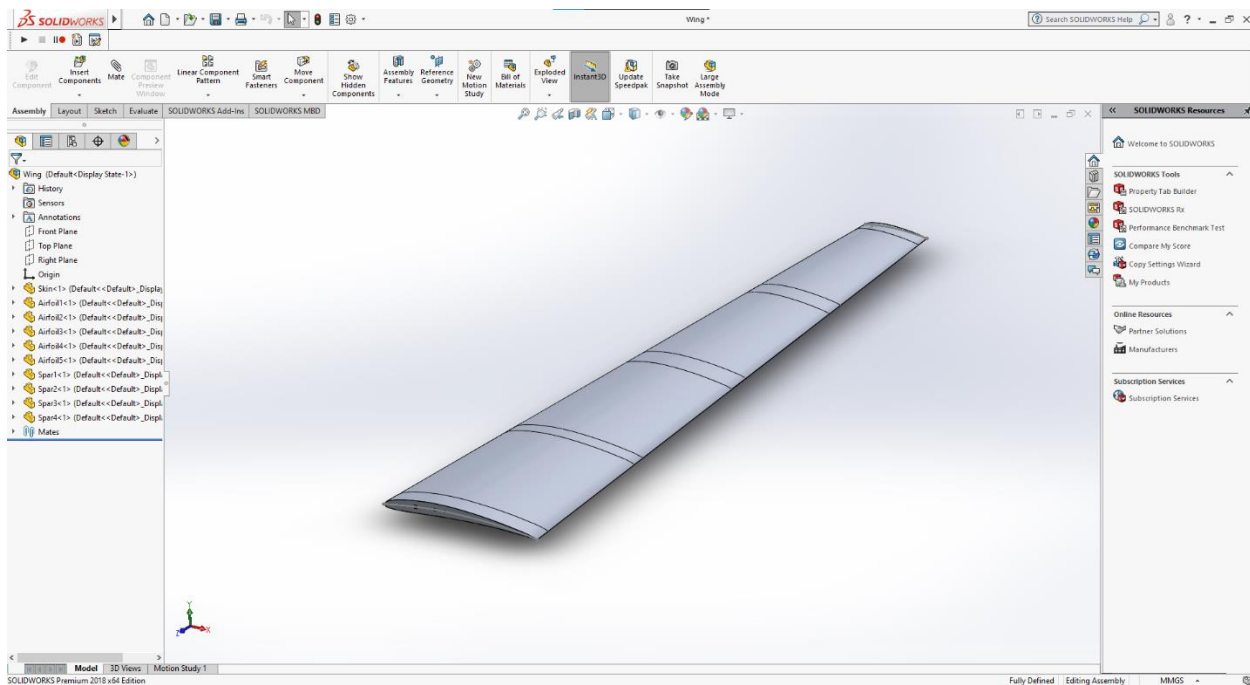 SOLIDWORKS
Wing *
Search SOLIDWORKS Help
Edit Component
Insert Components
Mate
Component Preview Window
Linear Component Pattern
Smart Fasteners
Move Component
Show Hidden Components
Assembly Features
Reference Geometry
New Motion Study
Bill of Materials
Exploded View
Instant3D
Update Speedpak
Take Snapshot
Large Assembly Mode
Assembly Layout Sketch Evaluate SOLIDWORKS Add-Ins SOLIDWORKS MBD
Wing (Default<Display State-1>)
History
Sensors
Annotations
Front Plane
Top Plane
Right Plane
Origin
Skin<1> (Default<<Default>_Display
Airfoil1<1> (Default<<Default>_Disp
Airfoil2<1> (Default<<Default>_Disp
Airfoil3<1> (Default<<Default>_Disp
Airfoil4<1> (Default<<Default>_Disp
Airfoil5<1> (Default<<Default>_Disp
Spar1<1> (Default<<Default>_Displ
Spar2<1> (Default<<Default>_Displ
Spar3<1> (Default<<Default>_Displ
Spar4<1> (Default<<Default>_Displ
Mates
Y
Z
X
SOLIDWORKS Resources
Welcome to SOLIDWORKS
SOLIDWORKS Tools
Property Tab Builder
SOLIDWORKS Rx
Performance Benchmark Test
Compare My Score
Copy Settings Wizard
My Products
Online Resources
Partner Solutions
Manufacturers
Subscription Services
Subscription Services
Model 3D Views Motion Study 1
SOLIDWORKS Premium 2018 x64 Edition
Fully Defined Editing Assembly MMGS